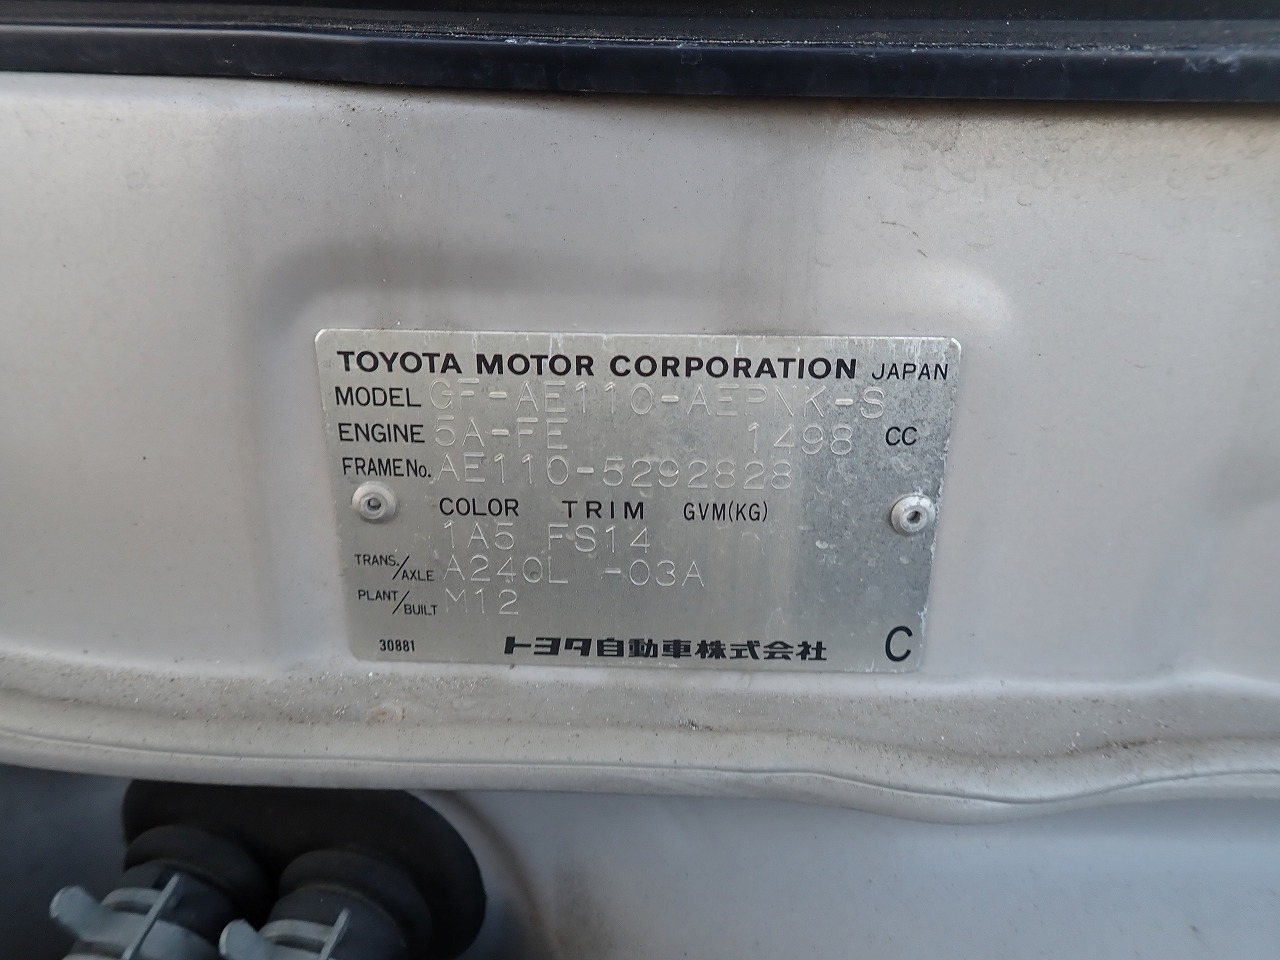 TOYOTA MOTOR CORPORATION JAPAN
MODEL GF-AE110-AEPNK-S
ENGINE 5A-FE 1498 CC
FRAME No. AE110-5292828
COLOR TRIM GVM(KG)
1A5 FS14
TRANS./AXLE A240L -03A
PLANT/BUILT M12
30881 トヨタ自動車株式会社 C